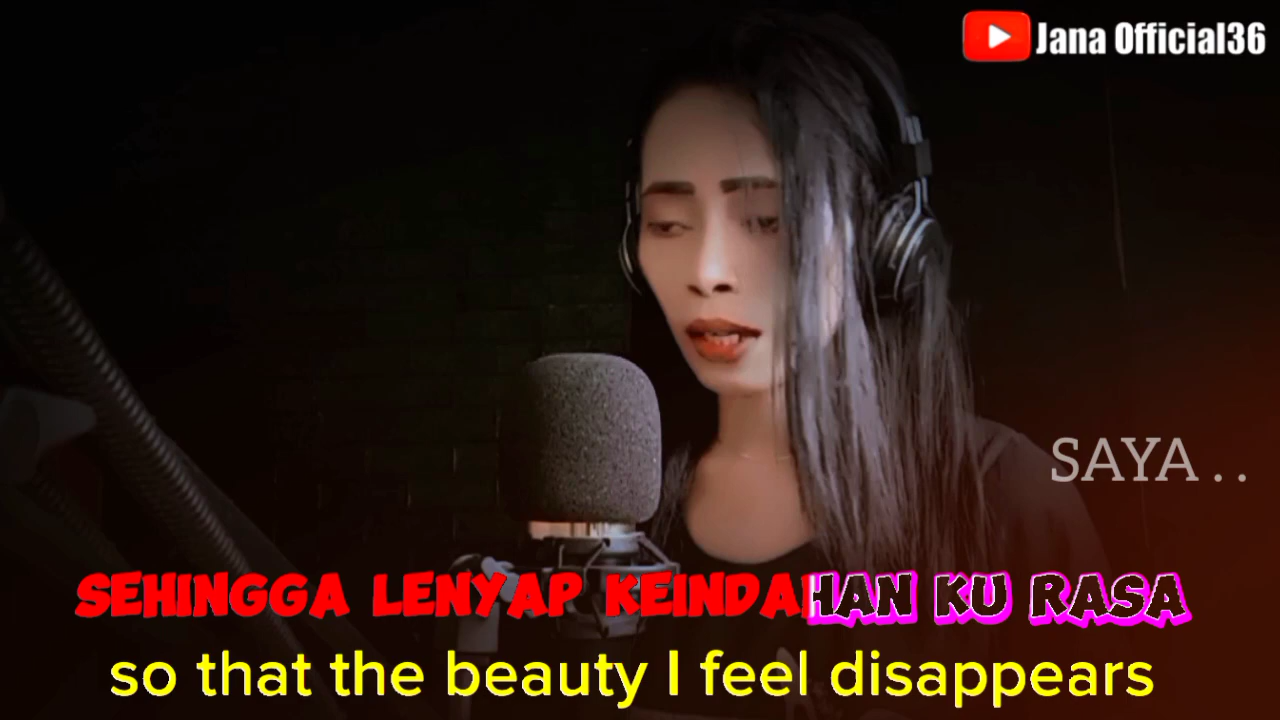 Jana Official36
SAYA . .
SEHINGGA LENYAP KEINDAHAN KU RASA
so that the beauty I feel disappears